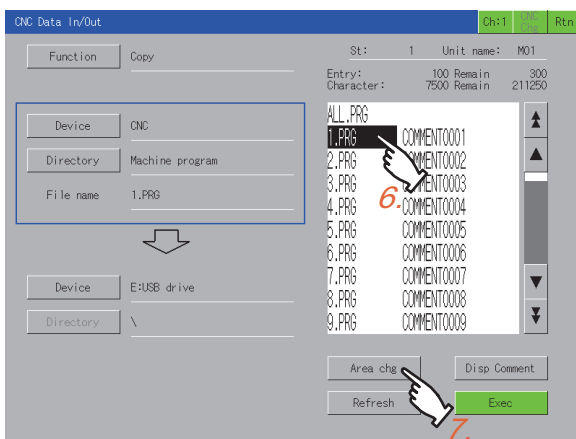 CNC Data In/Out
Ch:1
CNC
Chg
Rtn
Function Copy
St: 1 Unit name: M01
Entry: 100 Remain 300
Character: 7500 Remain 211250
Device CNC
Directory Machine program
File name 1.PRG
Device E:USB drive
Directory \
ALL.PRG
1.PRG COMMENT0001
2.PRG COMMENT0002
3.PRG COMMENT0003
4.PRG COMMENT0004
5.PRG COMMENT0005
6.PRG COMMENT0006
7.PRG COMMENT0007
8.PRG COMMENT0008
9.PRG COMMENT0009
6.
Area chg Disp Comment
Refresh Exec
7.